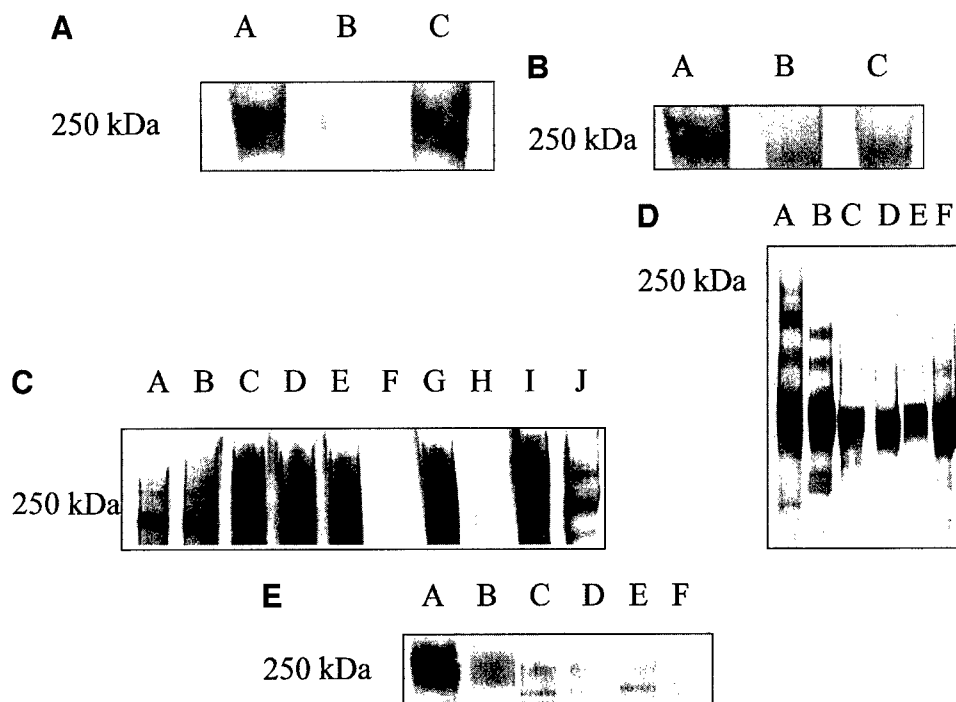 A
A B C
250 kDa
B
A B C
250 kDa
D
A B C D E F
250 kDa
C
A B C D E F G H I J
250 kDa
E
A B C D E F
250 kDa